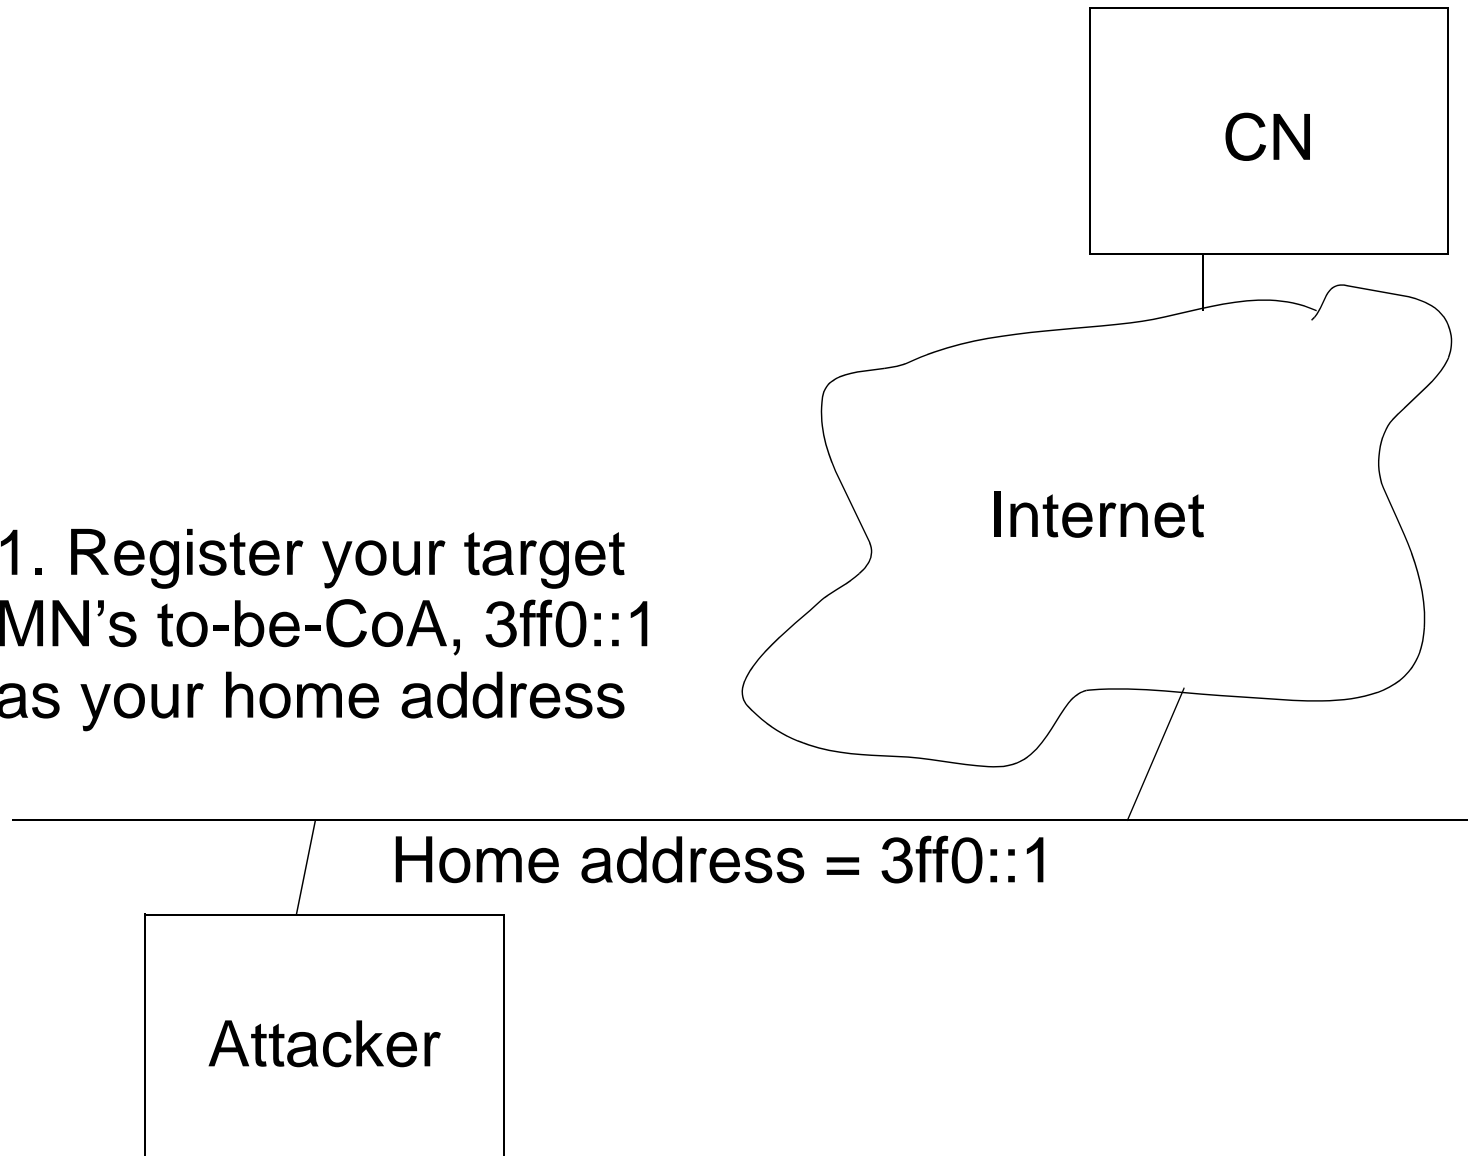 CN
Internet
1. Register your target
MN’s to-be-CoA, 3ff0::1
as your home address
Home address = 3ff0::1
Attacker